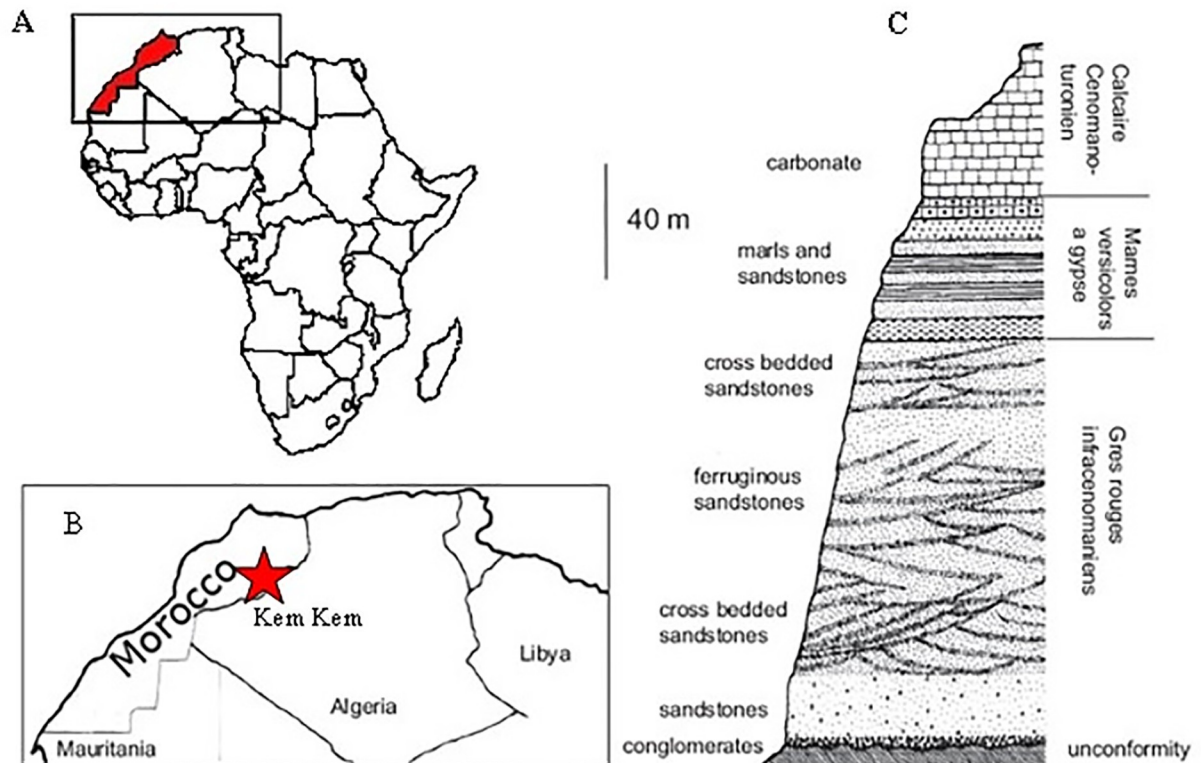 A
B
Morocco
Kem Kem
Libya
Algeria
Mauritania
C
40 m
carbonate
marls and
sandstones
cross bedded
sandstones
ferruginous
sandstones
cross bedded
sandstones
sandstones
conglomerates
Calcaire
Cenomano-
turonien
Mames
versicolors
a gypse
Gres rouges
infracenomaniens
unconformity